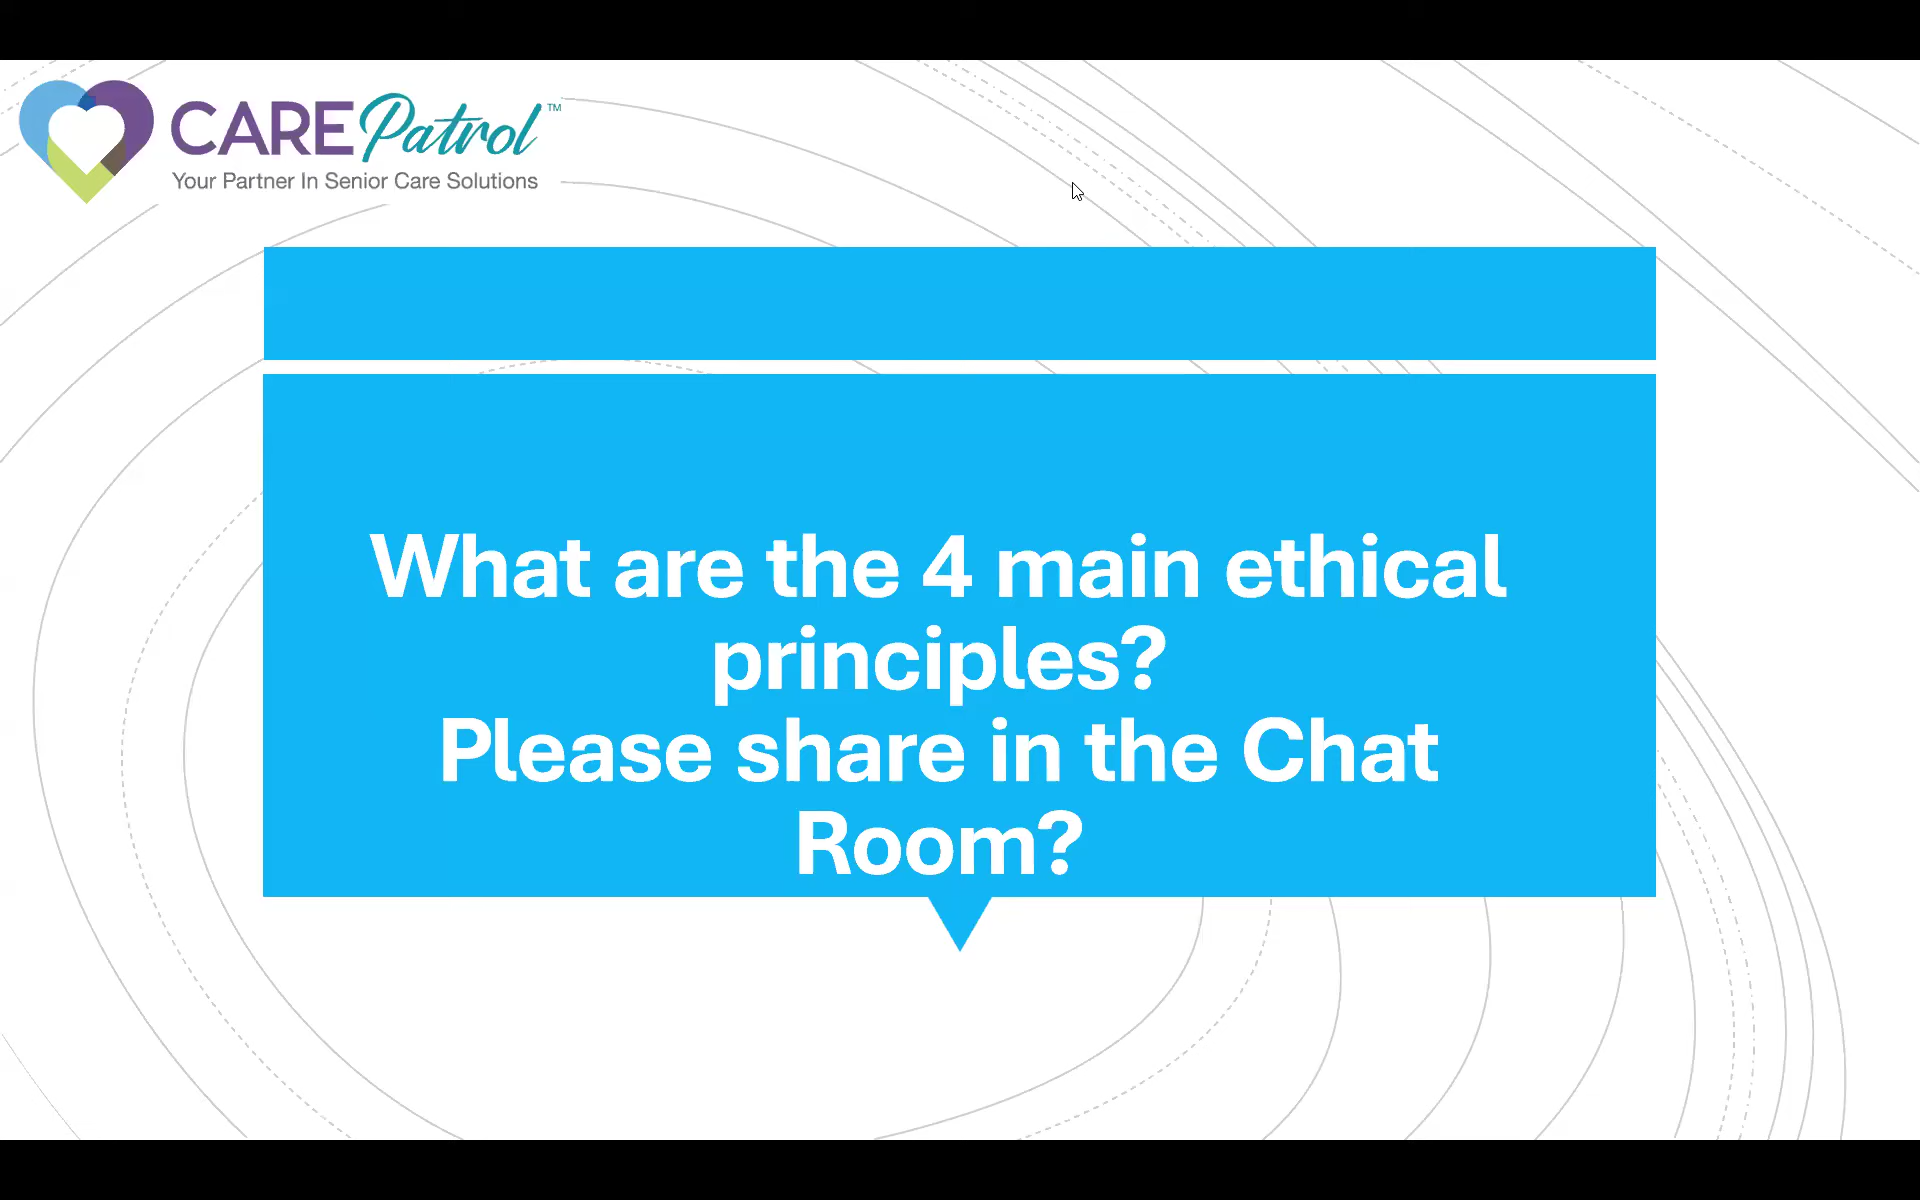 CAREPatrol™
Your Partner In Senior Care Solutions
What are the 4 main ethical
principles?
Please share in the Chat
Room?